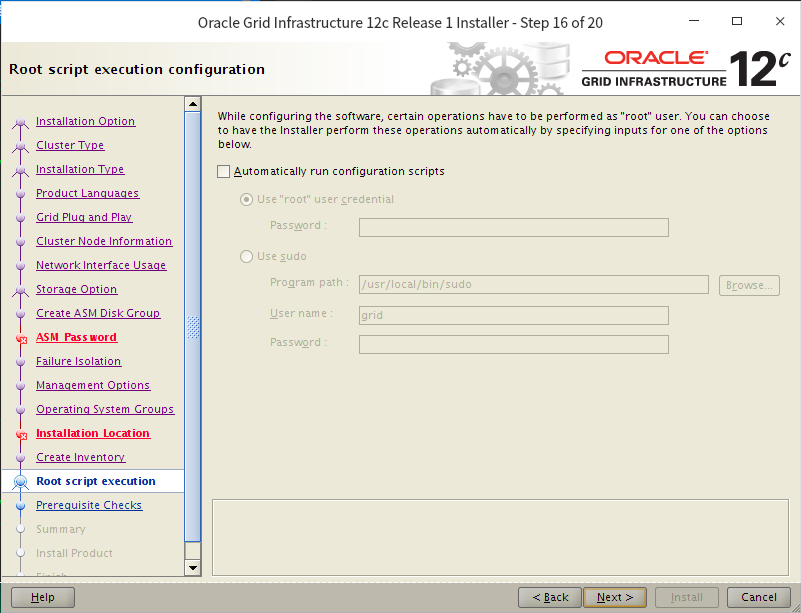 Oracle Grid Infrastructure 12c Release 1 Installer - Step 16 of 20
Root script execution configuration
ORACLE
GRID INFRASTRUCTURE
12c
Installation Option
Cluster Type
Installation Type
Product Languages
Grid Plug and Play
Cluster Node Information
Network Interface Usage
Storage Option
Create ASM Disk Group
ASM Password
Failure Isolation
Management Options
Operating System Groups
Installation Location
Create Inventory
Root script execution
Prerequisite Checks
Summary
Install Product
While configuring the software, certain operations have to be performed as "root" user. You can choose
to have the Installer perform these operations automatically by specifying inputs for one of the options
below.
Automatically run configuration scripts
Use "root" user credential
Password :
Use sudo
Program path : /usr/local/bin/sudo Browse...
User name : grid
Password :
Help < Back Next > Install Cancel